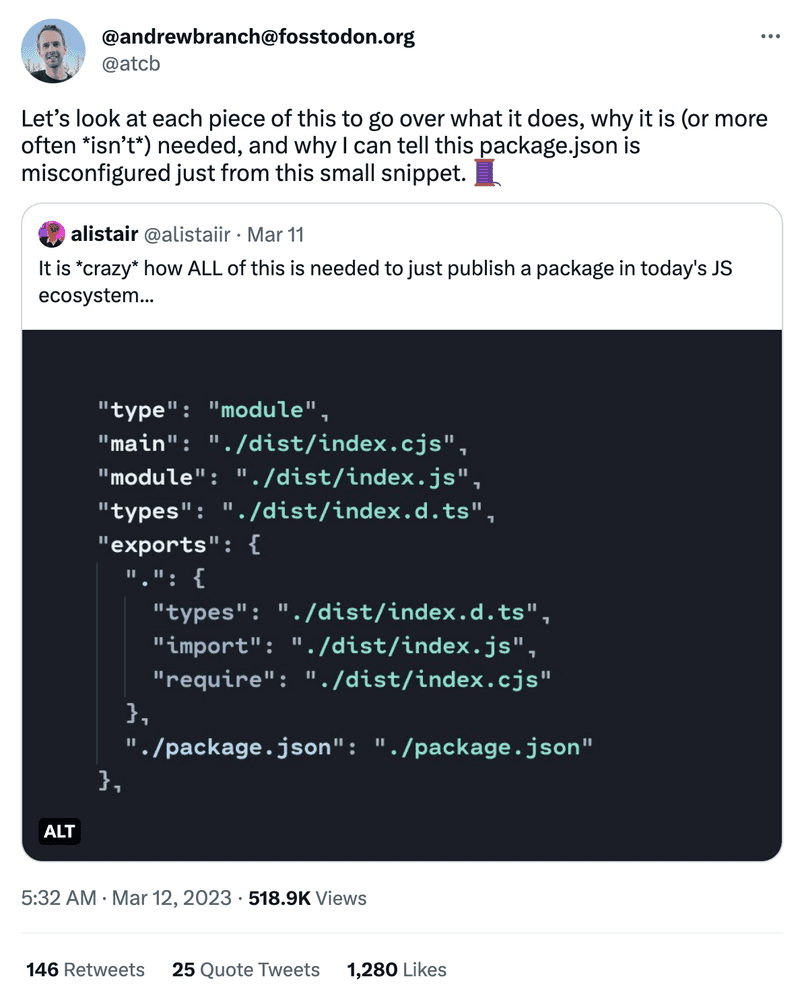 @andrewbranch@fosstodon.org
@atcb
Let’s look at each piece of this to go over what it does, why it is (or more
often *isn’t*) needed, and why I can tell this package.json is
misconfigured just from this small snippet. 🧵
alistair @alistaiir · Mar 11
It is *crazy* how ALL of this is needed to just publish a package in today's JS
ecosystem...
"type": "module",
"main": "./dist/index.cjs",
"module": "./dist/index.js",
"types": "./dist/index.d.ts",
"exports": {
".": {
"types": "./dist/index.d.ts",
"import": "./dist/index.js",
"require": "./dist/index.cjs"
},
"./package.json": "./package.json"
},
ALT
5:32 AM · Mar 12, 2023 · 518.9K Views
146 Retweets 25 Quote Tweets 1,280 Likes